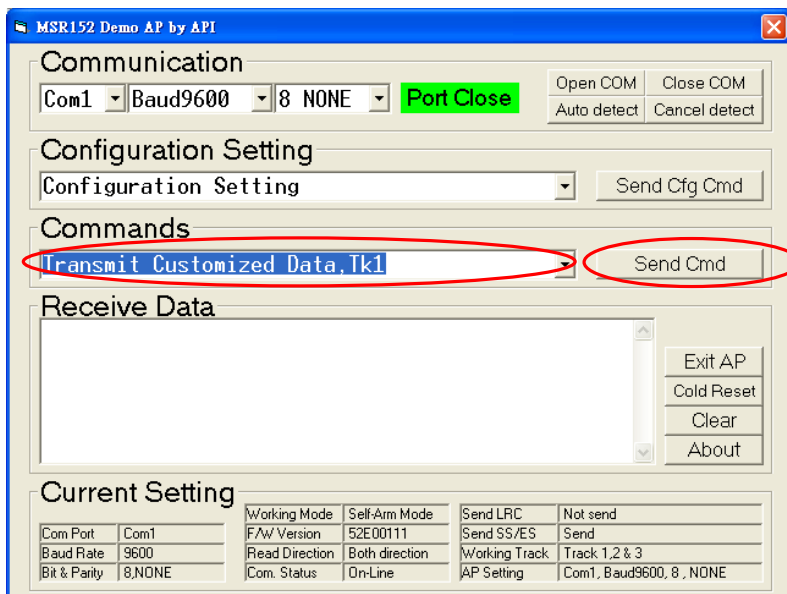 MSR152 Demo AP by API
Communication
Com1 Baud9600 8 NONE Port Close Open COM Close COM
Auto detect Cancel detect
Configuration Setting
Configuration Setting Send Cfg Cmd
Commands
Transmit Customized Data,Tk1 Send Cmd
Receive Data
Exit AP
Cold Reset
Clear
About
Current Setting
Working Mode Self-Arm Mode Send LRC Not send
Com Port Com1 F/W Version 52E00111 Send SS/ES Send
Baud Rate 9600 Read Direction Both direction Working Track Track 1,2 & 3
Bit & Parity 8,NONE Com. Status On-Line AP Setting Com1, Baud9600, 8 , NONE